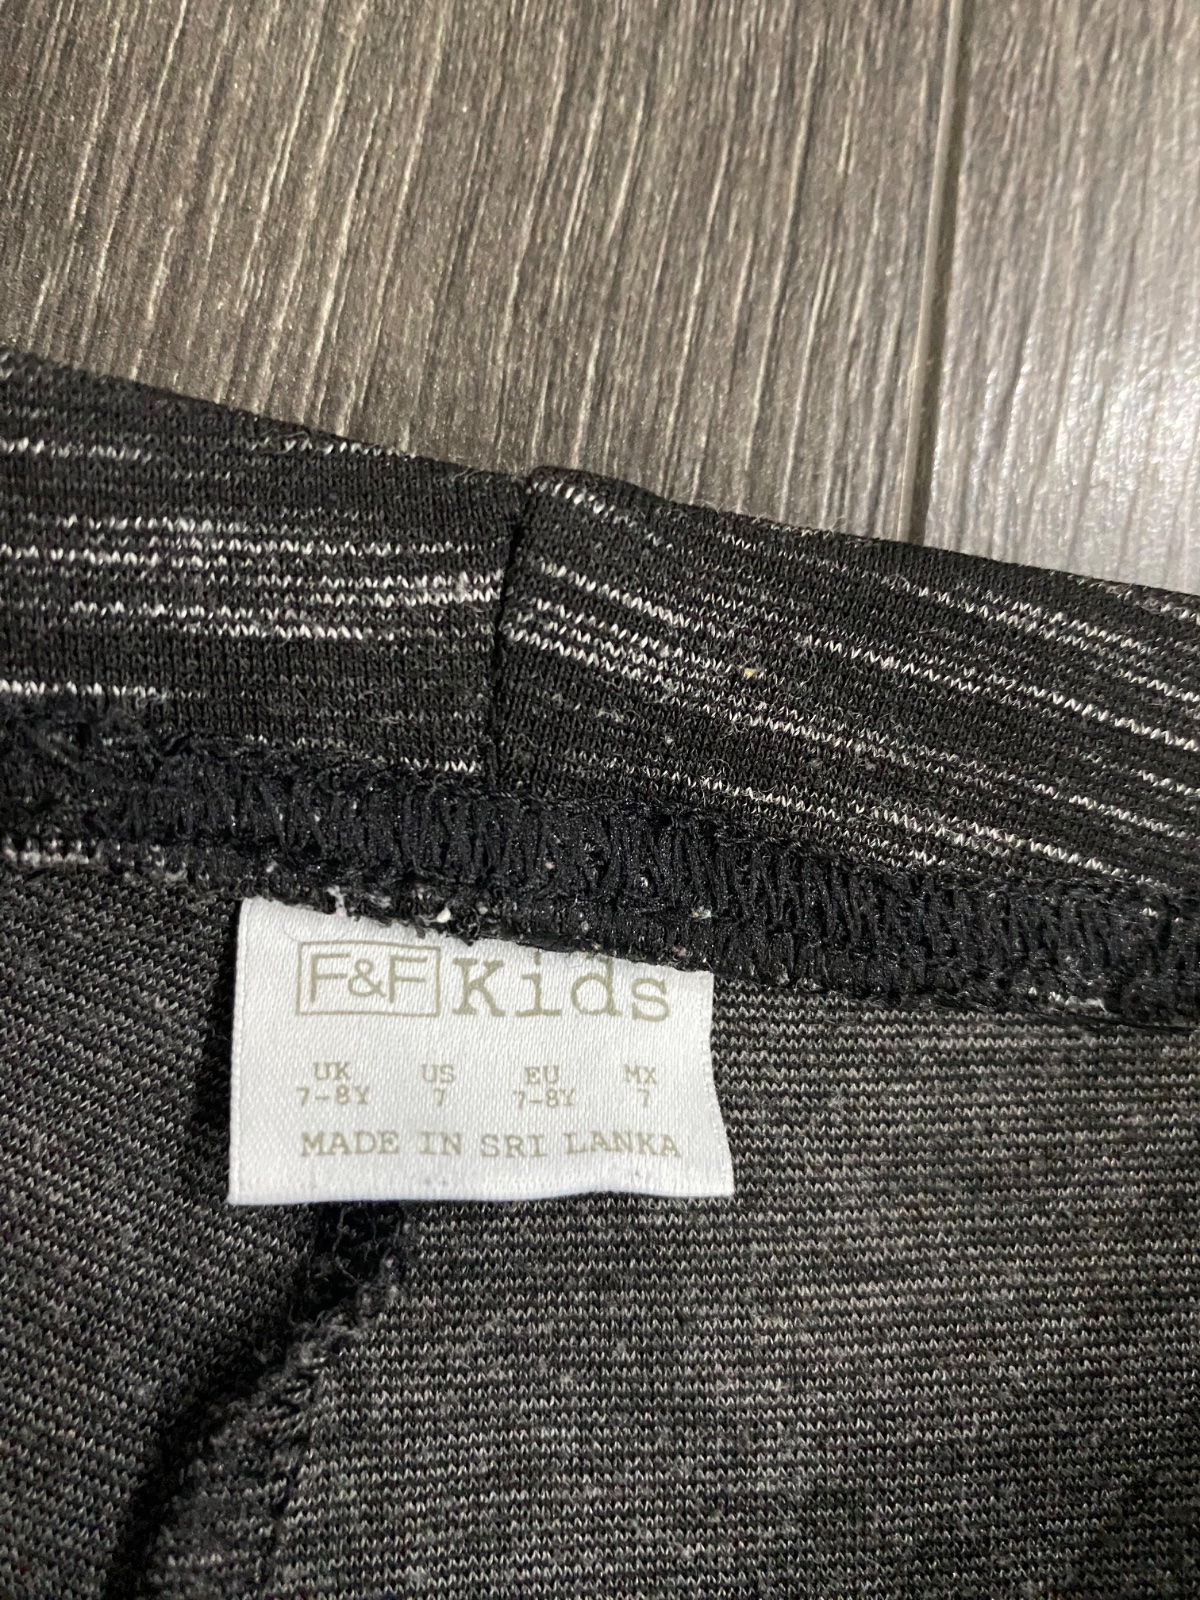 F&F Kids
UK US EU MX
7-8Y 7 7-8Y 7
MADE IN SRI LANKA